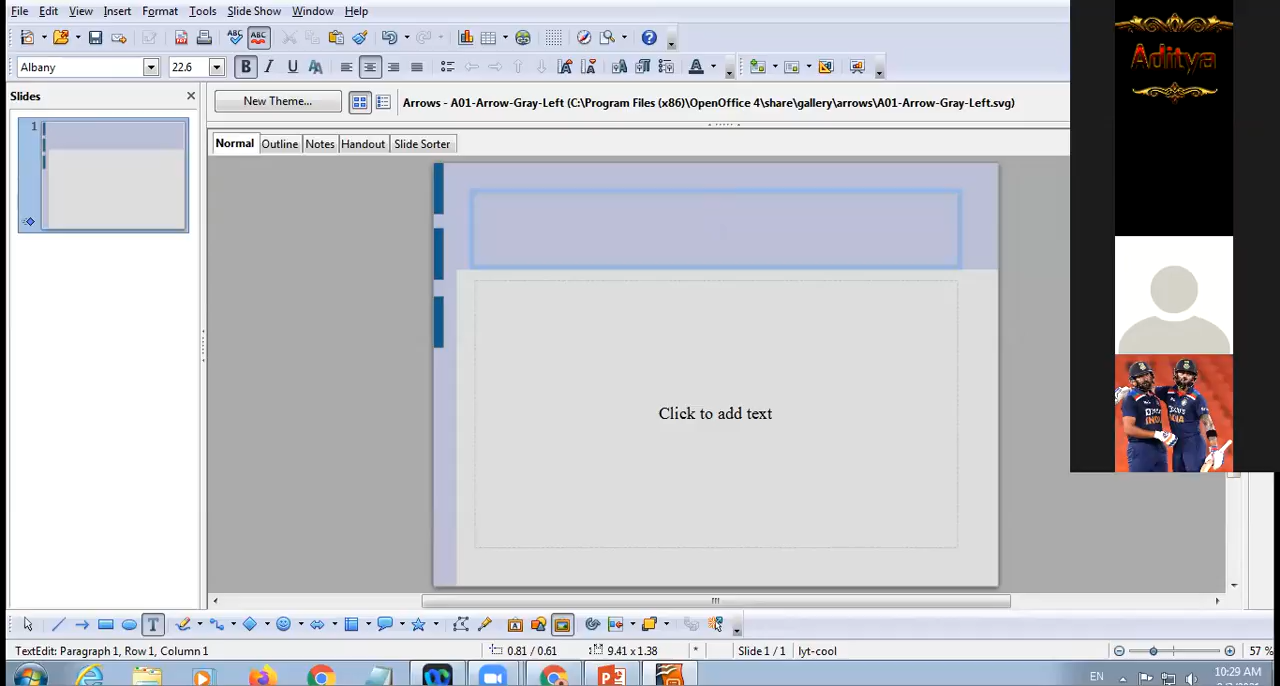 File Edit View Insert Format Tools Slide Show Window Help
Albany 22.6
Slides
New Theme... Arrows - A01-Arrow-Gray-Left (C:\Program Files (x86)\OpenOffice 4\share\gallery\arrows\A01-Arrow-Gray-Left.svg)
Normal Outline Notes Handout Slide Sorter
1
Click to add text
TextEdit: Paragraph 1, Row 1, Column 1 0.81 / 0.61 9.41 x 1.38 * Slide 1 / 1 lyt-cool 57 %
EN 10:29 AM
Aditya
INDIA